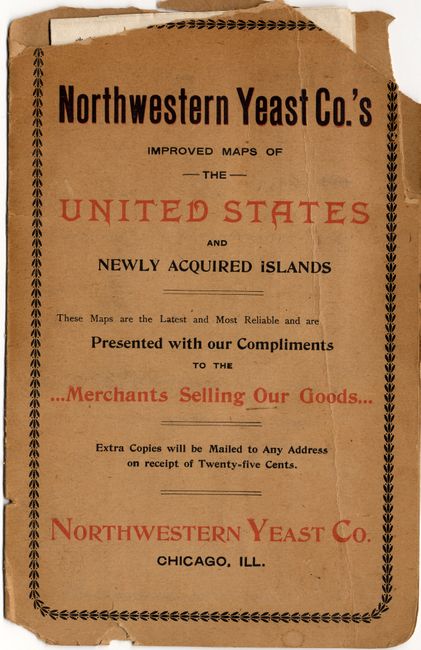 Northwestern Yeast Co.'s
IMPROVED MAPS OF
— THE —
UNITED STATES
AND
NEWLY ACQUIRED iSLANDS
These Maps are the Latest and Most Reliable and are
Presented with our Compliments
TO THE
...Merchants Selling Our Goods...
Extra Copies will be Mailed to Any Address
on receipt of Twenty-five Cents.
NORTHWESTERN YEAST CO.
CHICAGO, ILL.